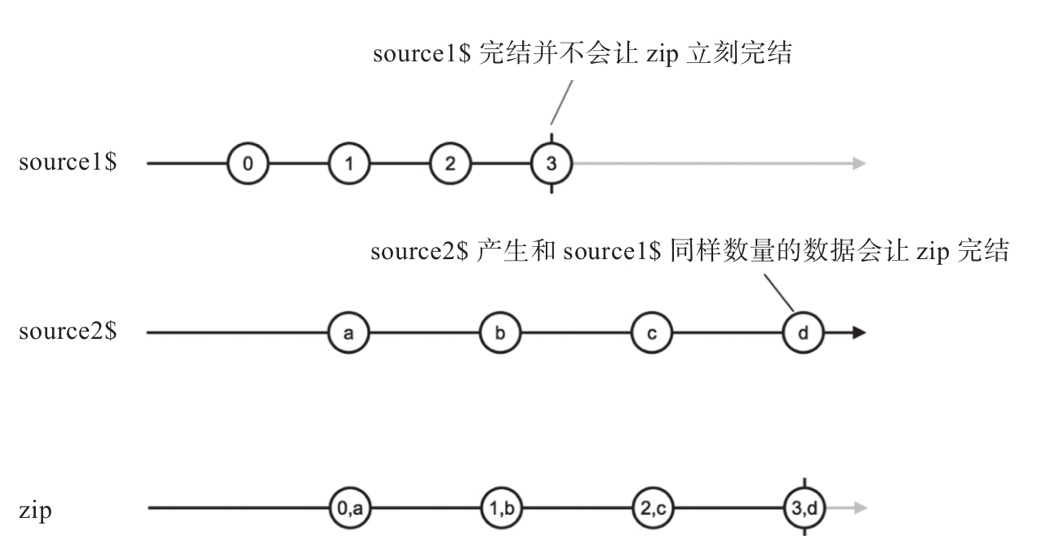 source1$ 完结并不会让 zip 立刻完结
source1$
0
1
2
3
source2$ 产生和 source1$ 同样数量的数据会让 zip 完结
source2$
a
b
c
d
zip
0,a
1,b
2,c
3,d